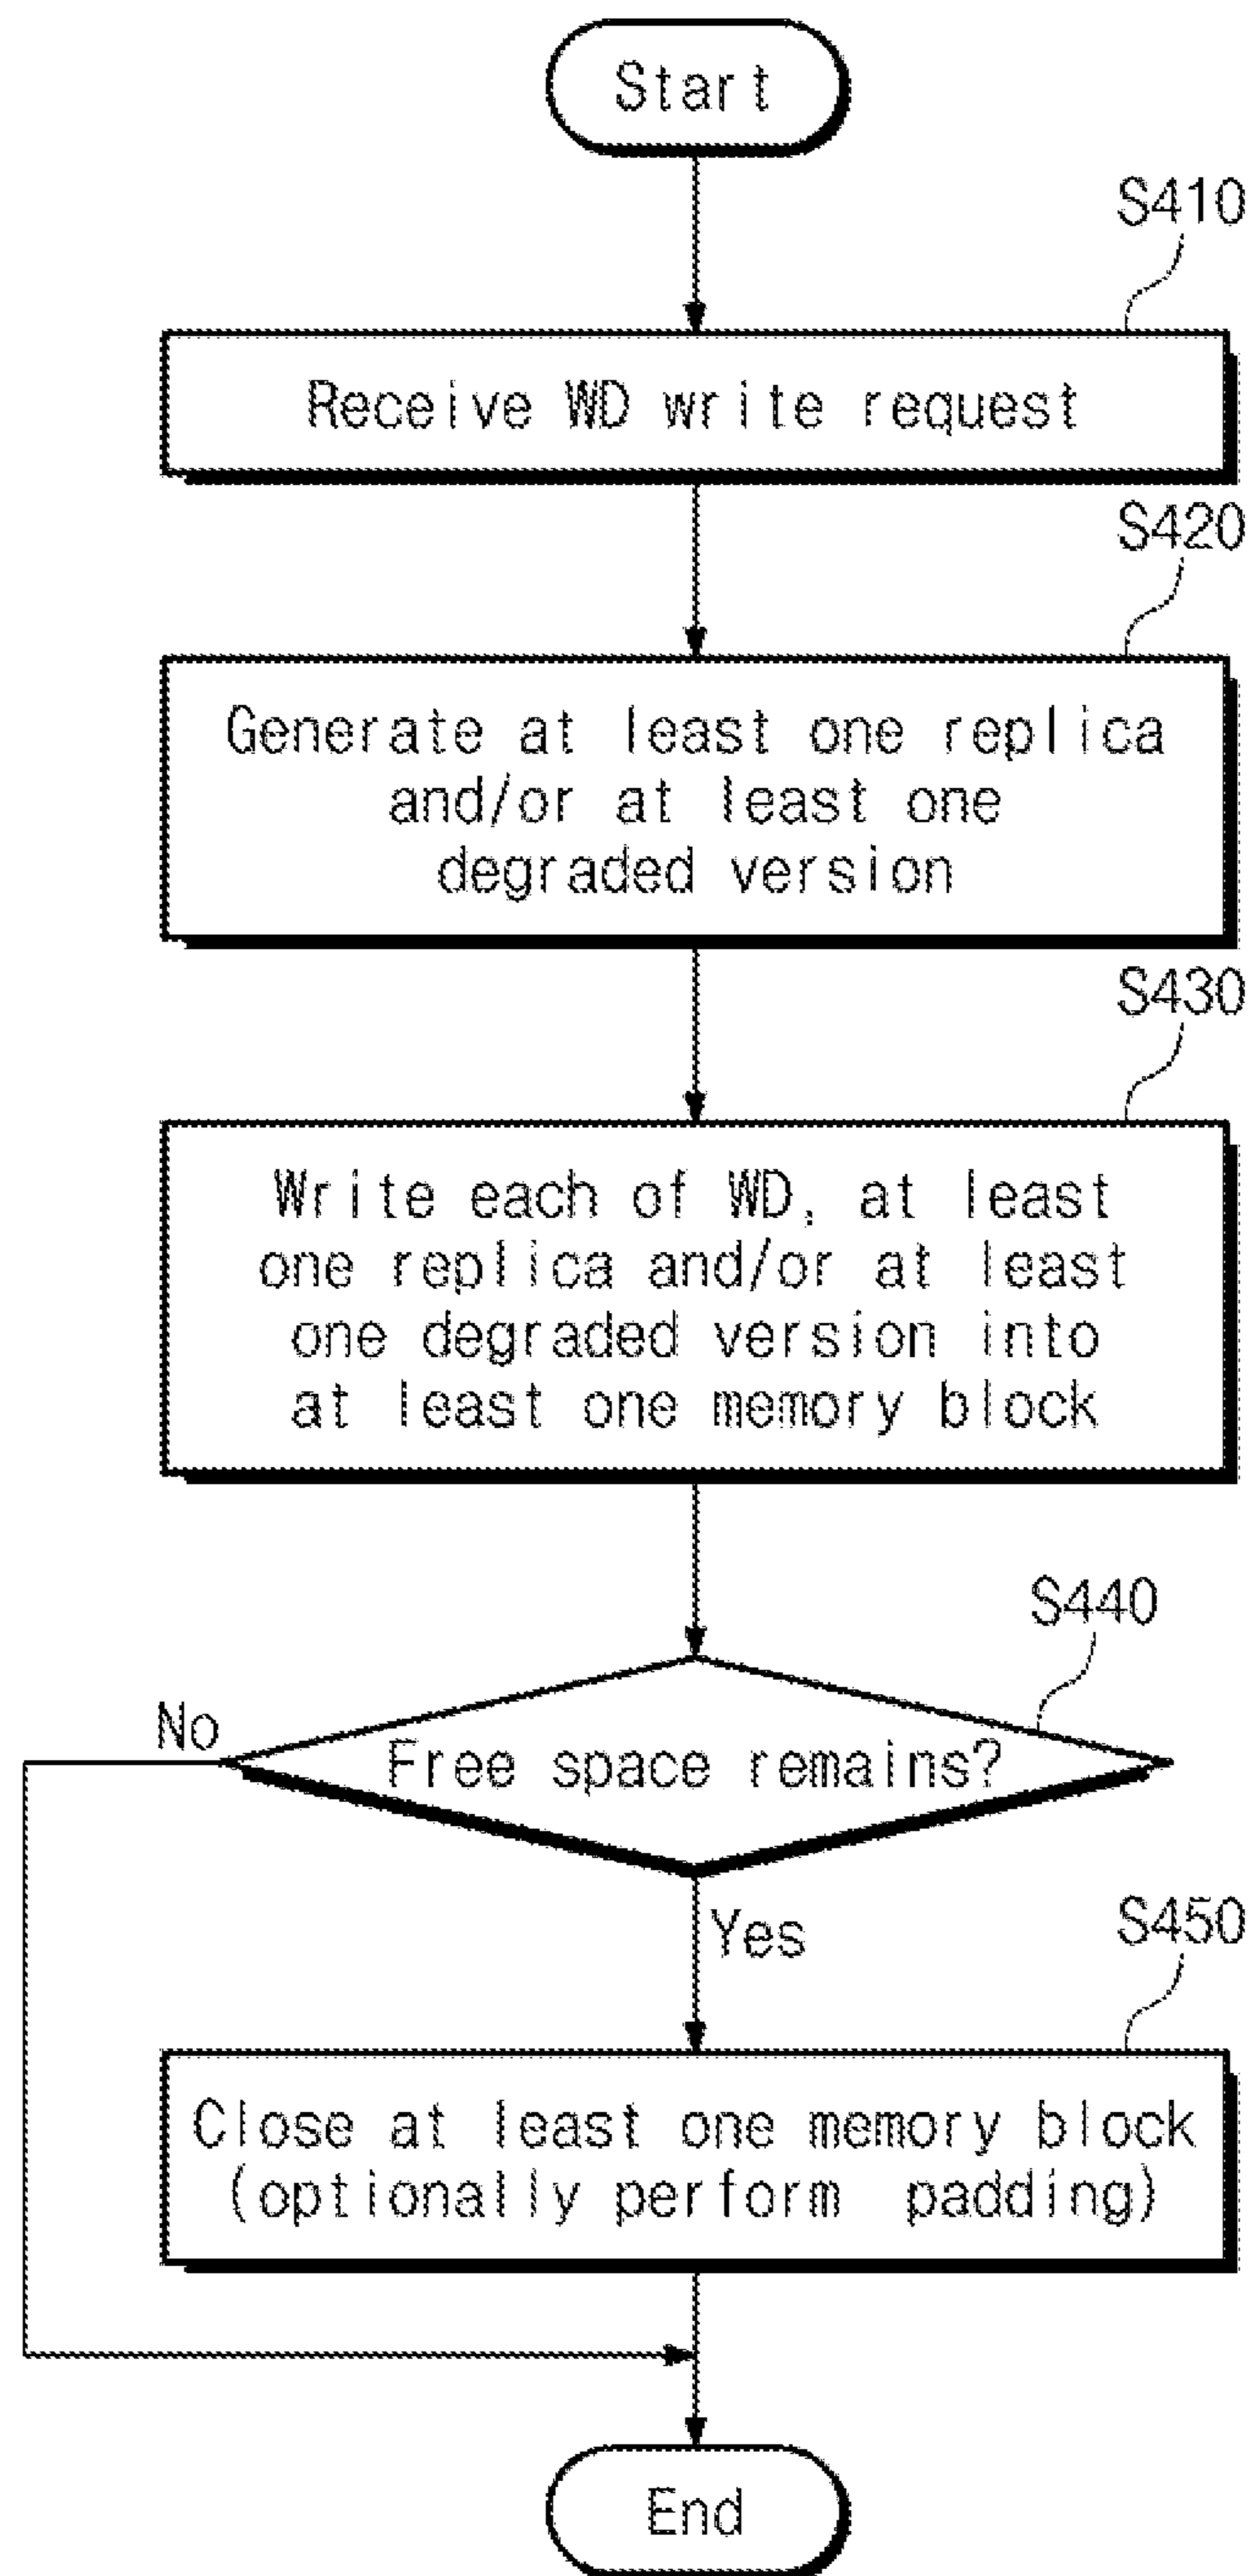 Start
S410
Receive WD write request
S420
Generate at least one replica
and/or at least one
degraded version
S430
Write each of WD, at least
one replica and/or at least
one degraded version into
at least one memory block
S440
No
Free space remains?
Yes
S450
Close at least one memory block
(optionally perform padding)
End